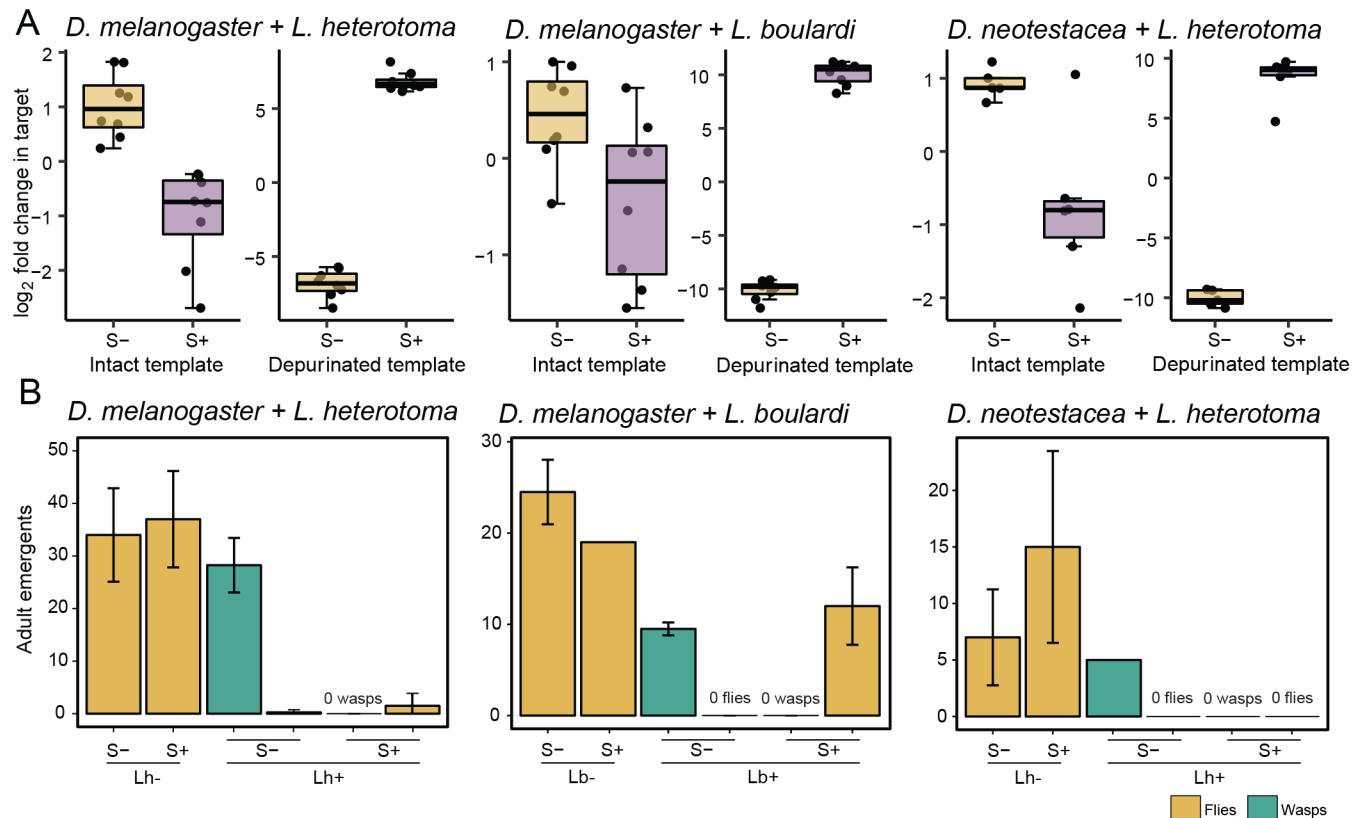 A
D. melanogaster + L. heterotoma
D. melanogaster + L. boulardi
D. neotestacea + L. heterotoma
log2 fold change in target
2
1
0
−1
−2
5
0
−5
1
0
−1
10
5
0
−5
−10
1
0
−1
−2
10
5
0
−5
−10
S− S+
S− S+
S− S+
S− S+
S− S+
S− S+
Intact template
Depurinated template
Intact template
Depurinated template
Intact template
Depurinated template
B
D. melanogaster + L. heterotoma
D. melanogaster + L. boulardi
D. neotestacea + L. heterotoma
Adult emergents
50
40
30
20
10
0
0 wasps
30
20
10
0
0 flies
0 wasps
20
15
10
5
0
0 flies
0 wasps
0 flies
S− S+ S− S+
S− S+ S− S+
S− S+ S− S+
Lh- Lh+
Lb- Lb+
Lh- Lh+
Flies
Wasps